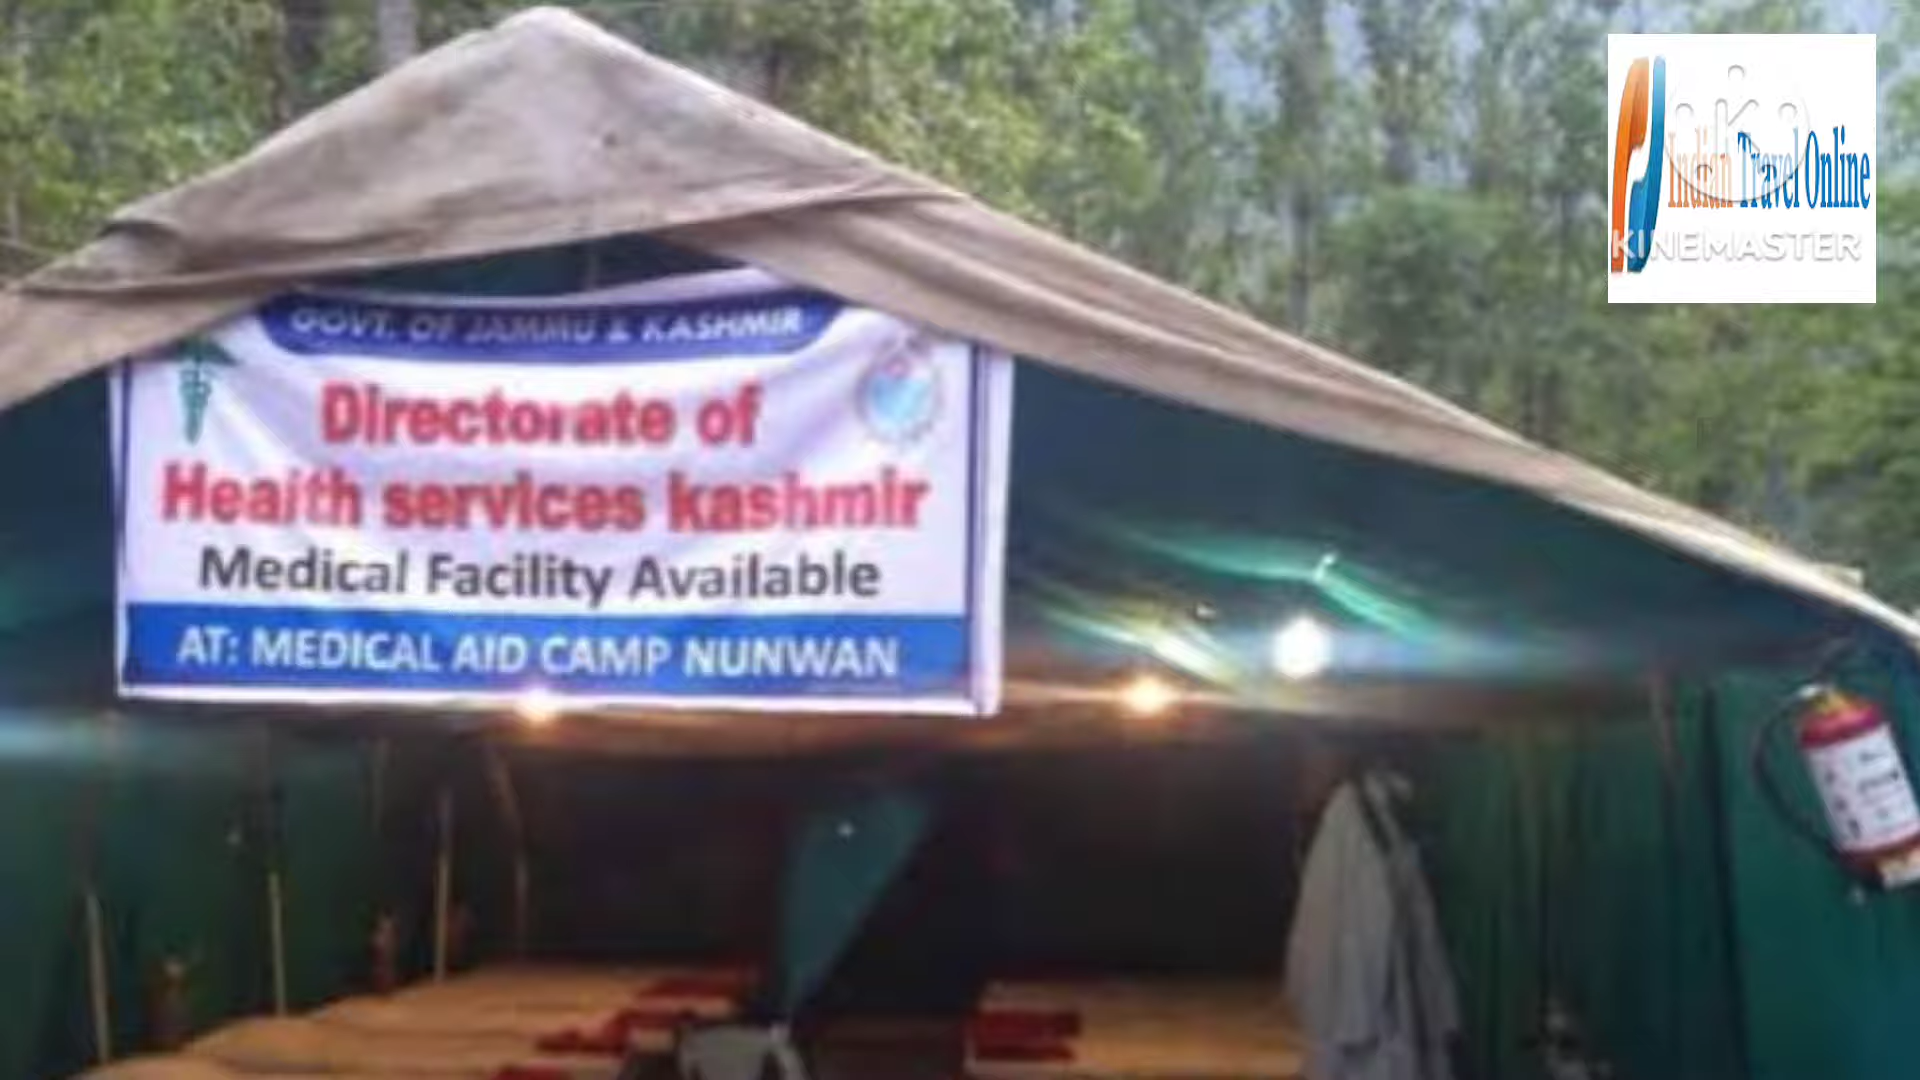 GOVT. OF JAMMU & KASHMIR
Directorate of
Health services kashmir
Medical Facility Available
AT: MEDICAL AID CAMP NUNWAN
Indian Travel Online
KINEMASTER